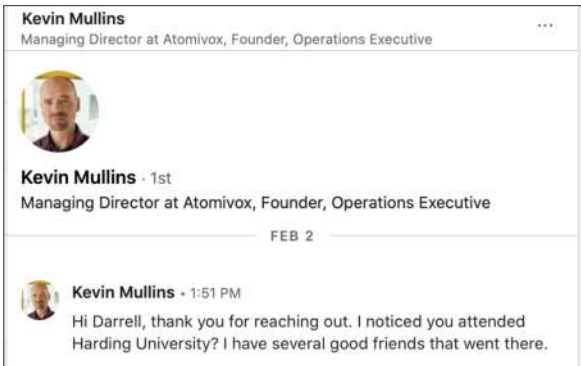 Kevin Mullins
...
Managing Director at Atomivox, Founder, Operations Executive
Kevin Mullins · 1st
Managing Director at Atomivox, Founder, Operations Executive
FEB 2
Kevin Mullins • 1:51 PM
Hi Darrell, thank you for reaching out. I noticed you attended
Harding University? I have several good friends that went there.